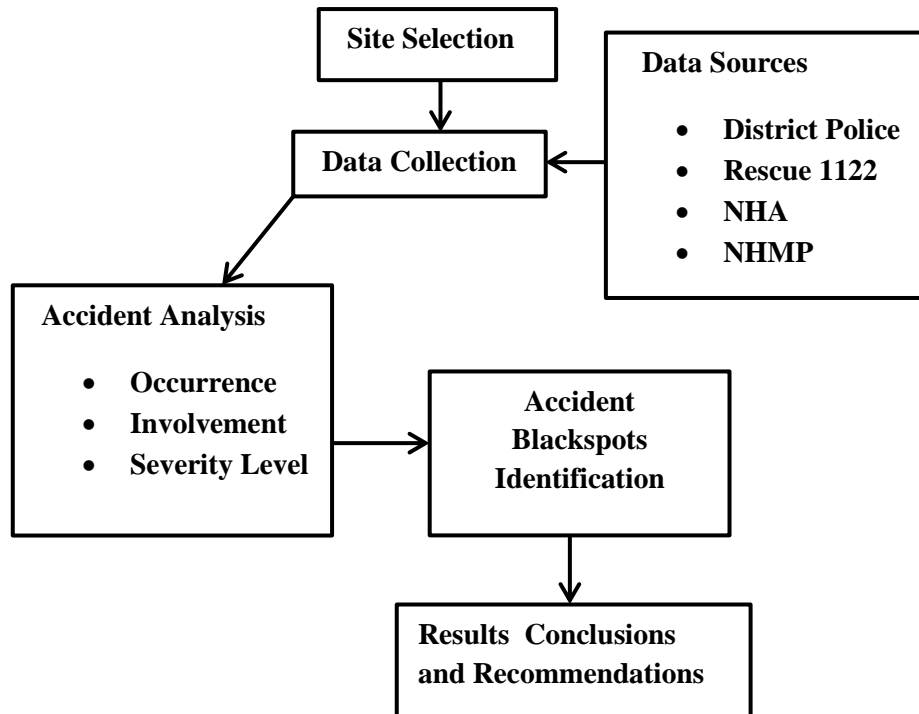 Site Selection
Data Sources
• District Police
• Rescue 1122
• NHA
• NHMP
Data Collection
Accident Analysis
• Occurrence
• Involvement
• Severity Level
Accident
Blackspots
Identification
Results Conclusions
and Recommendations